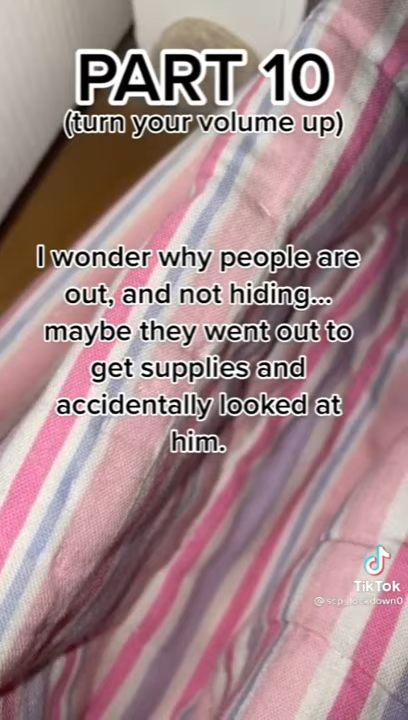 PART 10
(turn your volume up)
I wonder why people are
out, and not hiding...
maybe they went out to
get supplies and
accidentally looked at
him.
TikTok